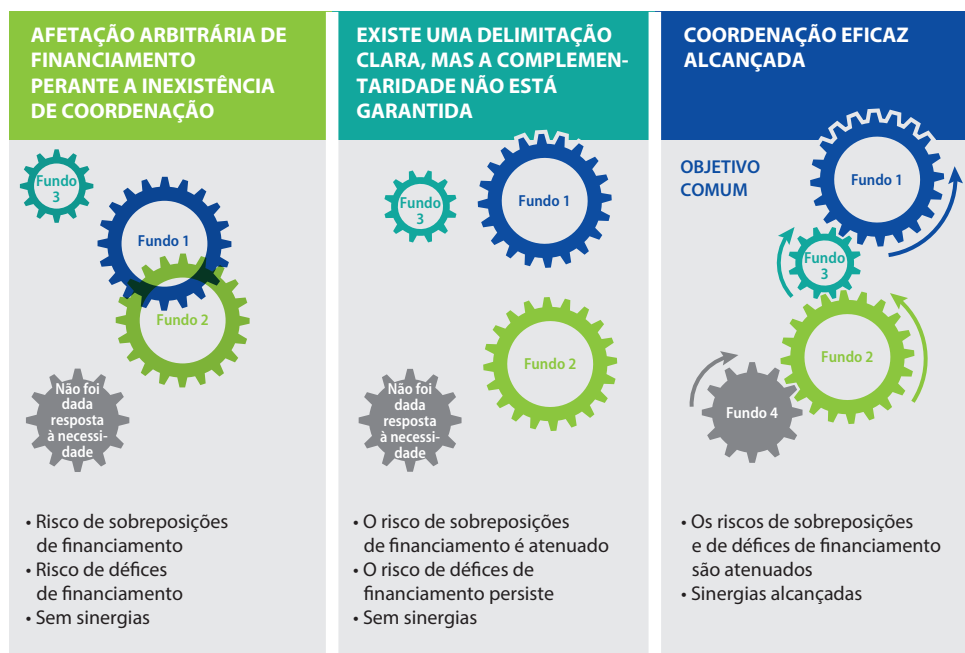 AFETAÇÃO ARBITRÁRIA DE
FINANCIAMENTO
PERANTE A INEXISTÊNCIA
DE COORDENAÇÃO
Fundo
3
Fundo 1
Fundo 2
Não foi
dada
resposta
à necessi-
dade
• Risco de sobreposições
de financiamento
• Risco de défices
de financiamento
• Sem sinergias
EXISTE UMA DELIMITAÇÃO
CLARA, MAS A COMPLEMEN-
TARIDADE NÃO ESTÁ
GARANTIDA
Fundo
3
Fundo 1
Fundo 2
Não foi
dada
resposta
à necessi-
dade
• O risco de sobreposições
de financiamento é atenuado
• O risco de défices de
financiamento persiste
• Sem sinergias
COORDENAÇÃO EFICAZ
ALCANÇADA
OBJETIVO
COMUM
Fundo 1
Fundo
3
Fundo 2
Fundo 4
• Os riscos de sobreposições
e de défices de financiamento
são atenuados
• Sinergias alcançadas